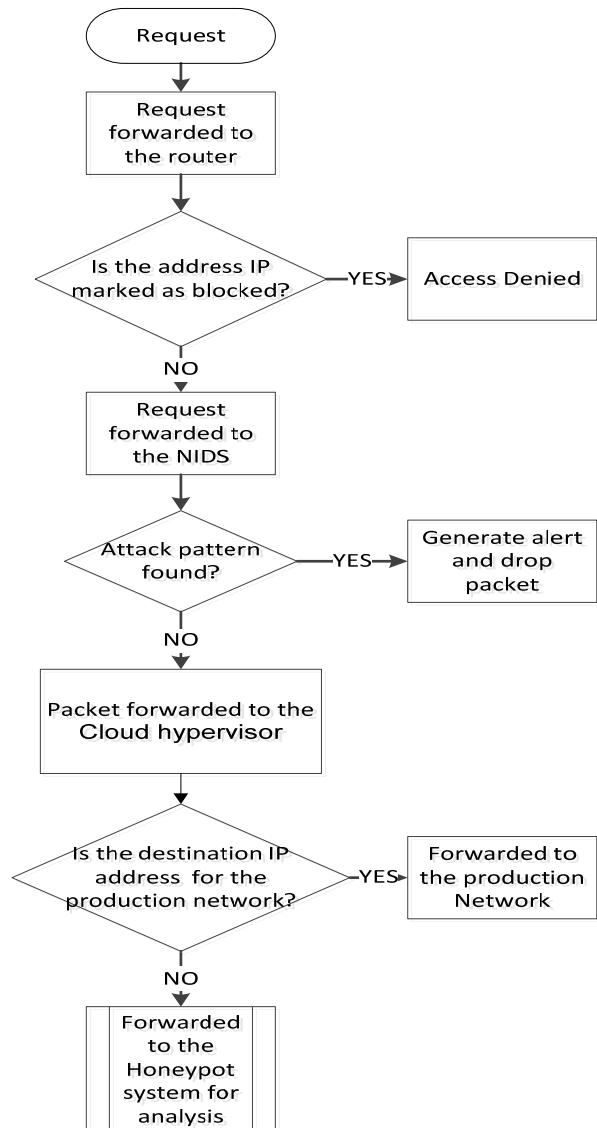 Request
Request
forwarded to
the router
Is the address IP
marked as blocked?
YES
Access Denied
NO
Request
forwarded to
the NIDS
Attack pattern
found?
YES
Generate alert
and drop
packet
NO
Packet forwarded to the
Cloud hypervisor
Is the destination IP
address for the
production network?
YES
Forwarded to
the production
Network
NO
Forwarded
to the
Honeypot
system for
analysis